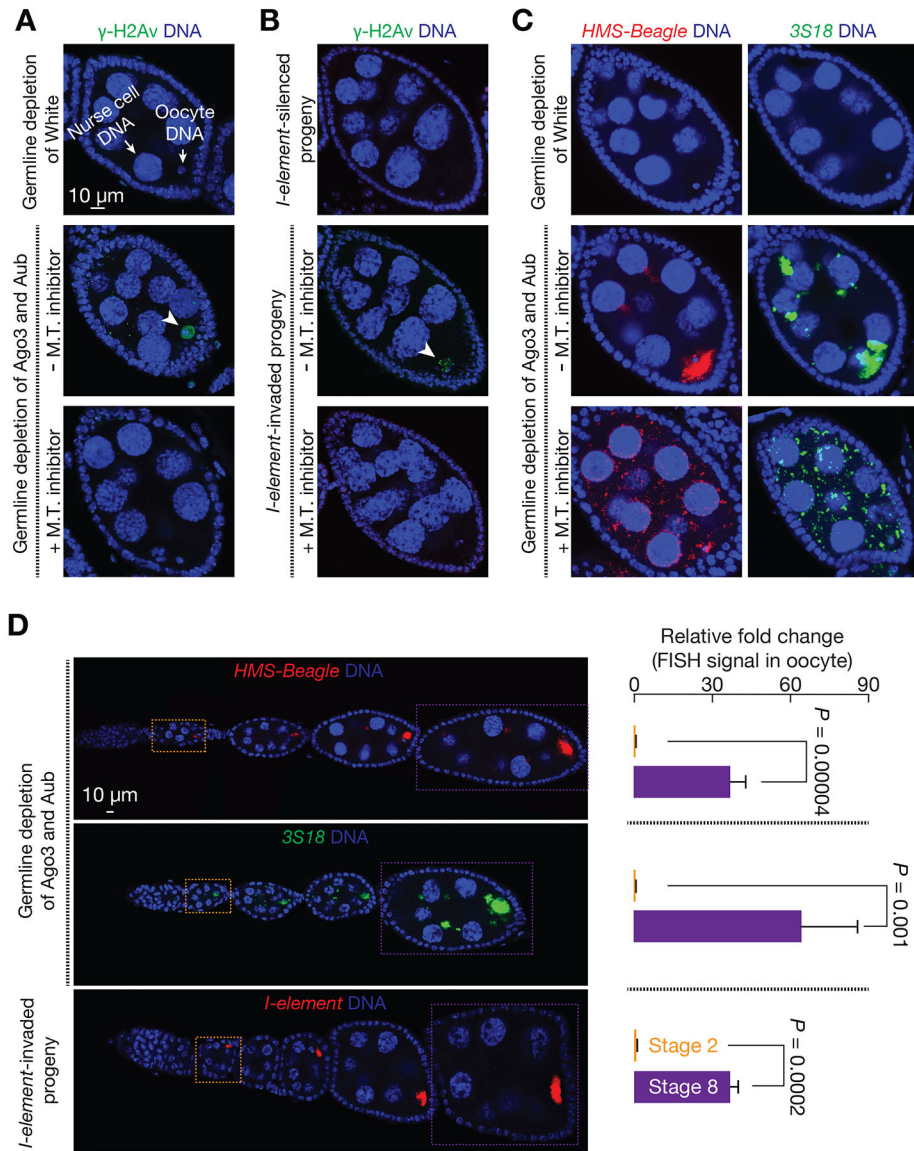 A
γ-H2Av DNA
Germline depletion
of White
Nurse cell
DNA
Oocyte
DNA
10 μm
Germline depletion of Ago3 and Aub
- M.T. inhibitor
+ M.T. inhibitor
B
γ-H2Av DNA
I-element-silenced
progeny
I-element-invaded progeny
- M.T. inhibitor
+ M.T. inhibitor
C
HMS-Beagle DNA
3S18 DNA
Germline depletion
of White
Germline depletion of Ago3 and Aub
- M.T. inhibitor
+ M.T. inhibitor
D
Germline depletion
of Ago3 and Aub
HMS-Beagle DNA
10 μm
3S18 DNA
I-element-invaded
progeny
I-element DNA
Relative fold change
(FISH signal in oocyte)
0 30 60 90
P = 0.00004
P = 0.001
Stage 2
Stage 8
P = 0.0002